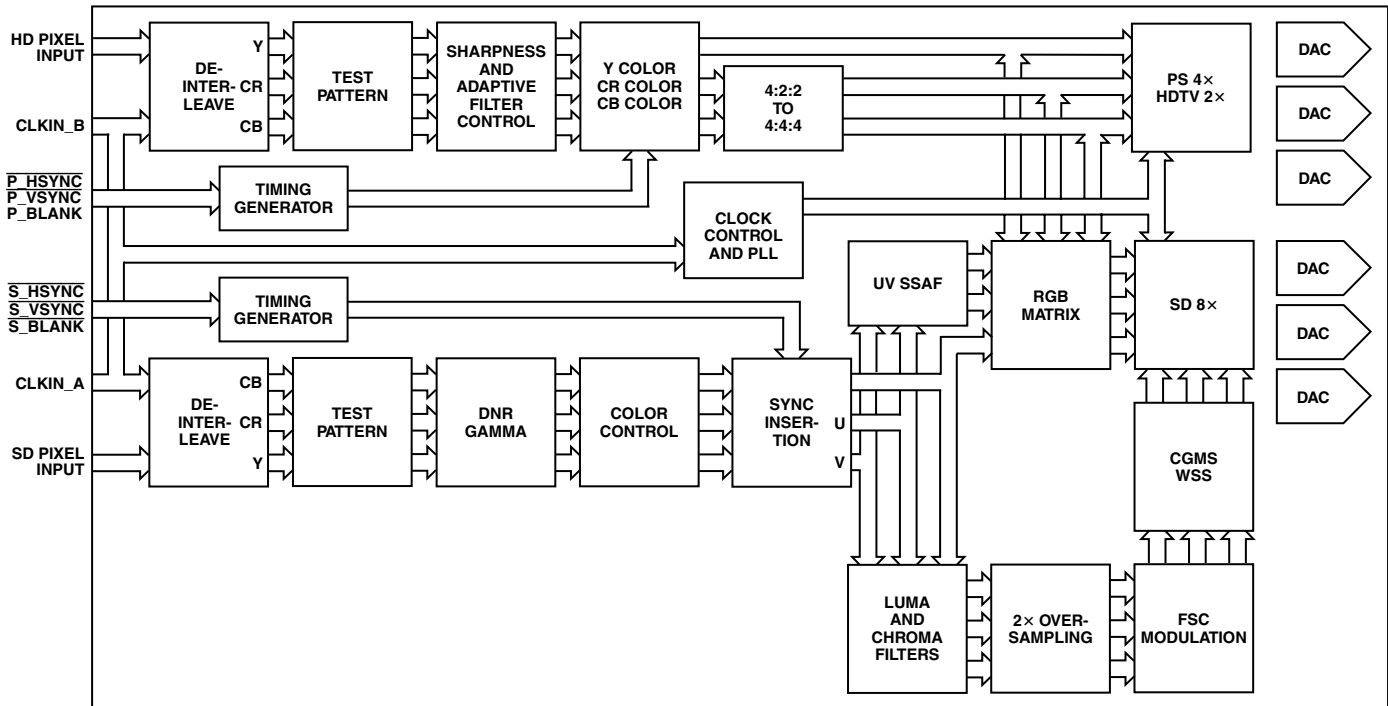 HD PIXEL
INPUT
CLKIN_B
P_HSYNC
P_VSYNC
P_BLANK
S_HSYNC
S_VSYNC
S_BLANK
CLKIN_A
SD PIXEL
INPUT
DE-
INTER-
LEAVE
Y
CR
CB
TEST
PATTERN
SHARPNESS
AND
ADAPTIVE
FILTER
CONTROL
Y COLOR
CR COLOR
CB COLOR
4:2:2
TO
4:4:4
PS 4×
HDTV 2×
DAC
DAC
DAC
TIMING
GENERATOR
CLOCK
CONTROL
AND PLL
TIMING
GENERATOR
UV SSAF
RGB
MATRIX
SD 8×
DAC
DAC
DAC
DE-
INTER-
LEAVE
CB
CR
Y
TEST
PATTERN
DNR
GAMMA
COLOR
CONTROL
SYNC
INSER-
TION
U
V
CGMS
WSS
LUMA
AND
CHROMA
FILTERS
2× OVER-
SAMPLING
FSC
MODULATION